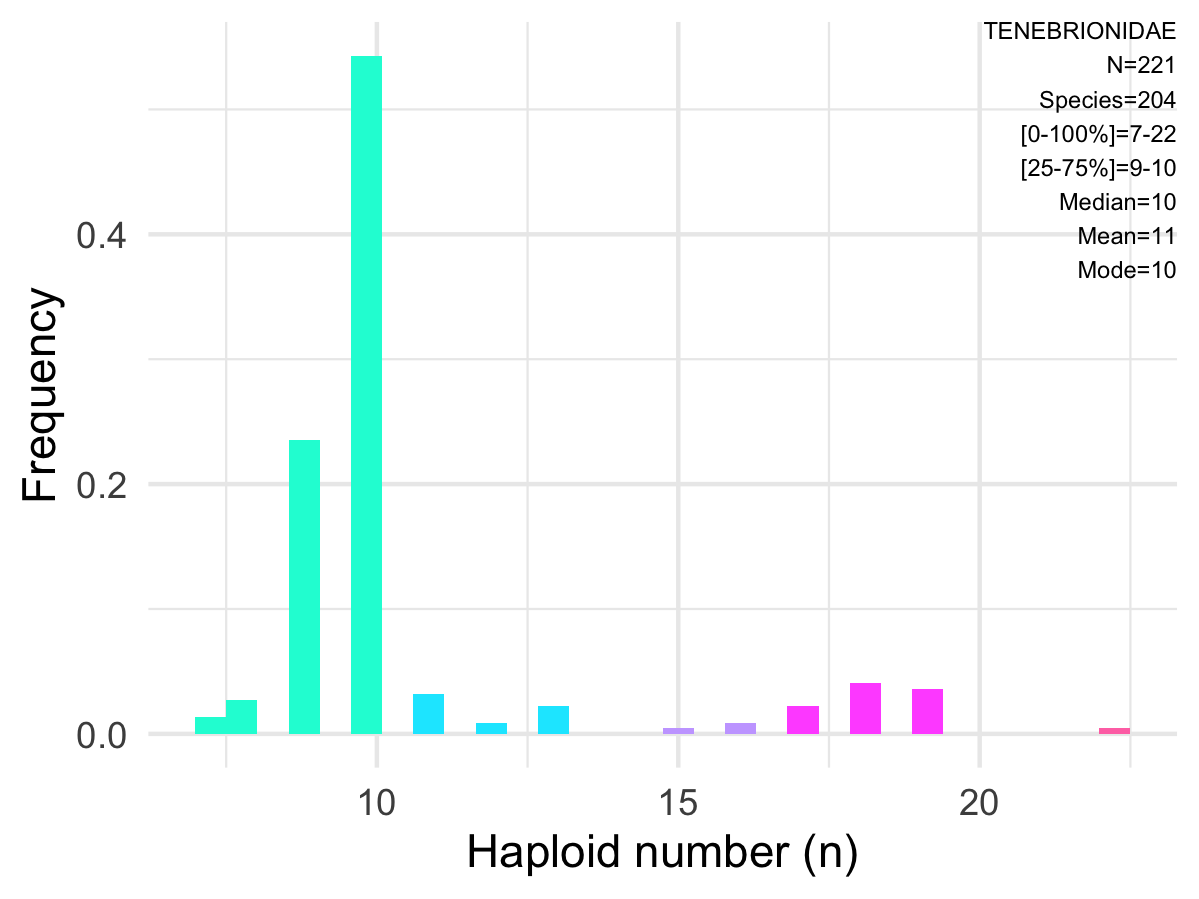 TENEBRIONIDAE
N=221
Species=204
[0-100%]=7-22
[25-75%]=9-10
Median=10
Mean=11
Mode=10
0.4
0.2
0.0
Frequency
10 15 20
Haploid number (n)